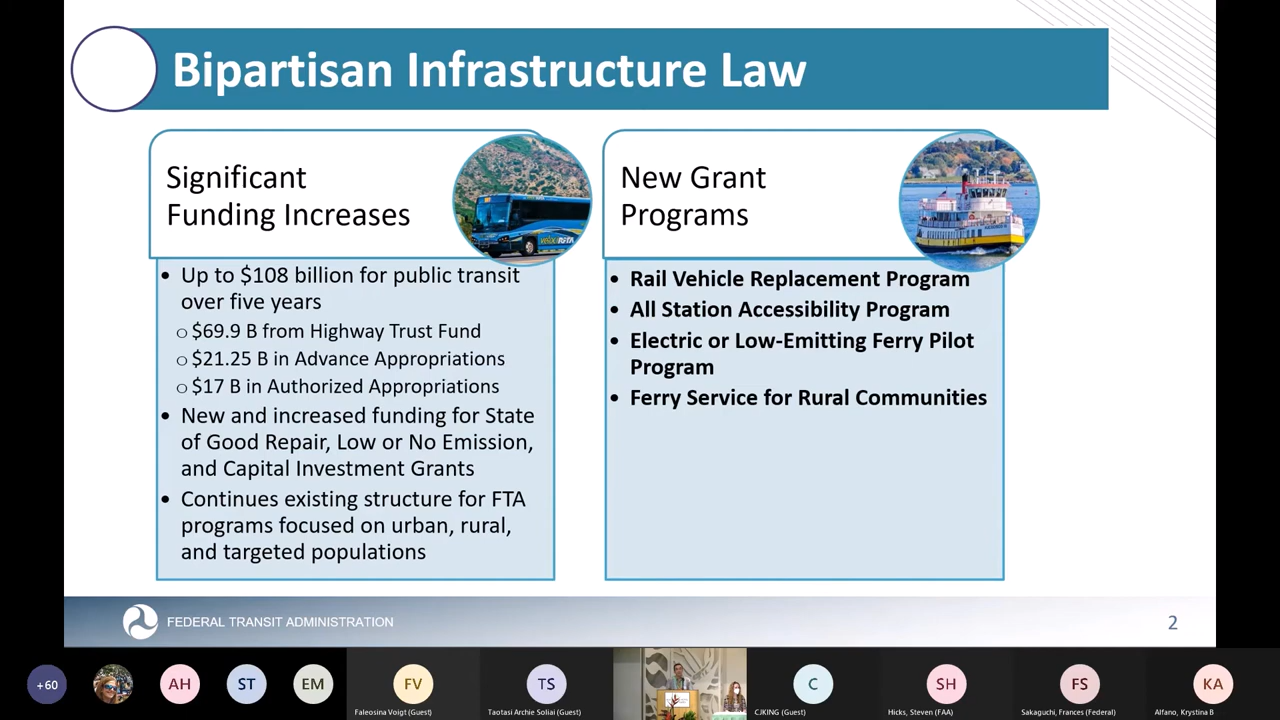 Bipartisan Infrastructure Law
Significant
Funding Increases
• Up to $108 billion for public transit
over five years
o $69.9 B from Highway Trust Fund
o $21.25 B in Advance Appropriations
o $17 B in Authorized Appropriations
• New and increased funding for State
of Good Repair, Low or No Emission,
and Capital Investment Grants
• Continues existing structure for FTA
programs focused on urban, rural,
and targeted populations
New Grant
Programs
• Rail Vehicle Replacement Program
• All Station Accessibility Program
• Electric or Low-Emitting Ferry Pilot
Program
• Ferry Service for Rural Communities
FEDERAL TRANSIT ADMINISTRATION
2
+60
AH
ST
EM
FV
Faleosina Voigt (Guest)
TS
Taotasi Archie Soliai (Guest)
C
CJKING (Guest)
SH
Hicks, Steven (FAA)
FS
Sakaguchi, Frances (Federal)
KA
Alfano, Krystina B